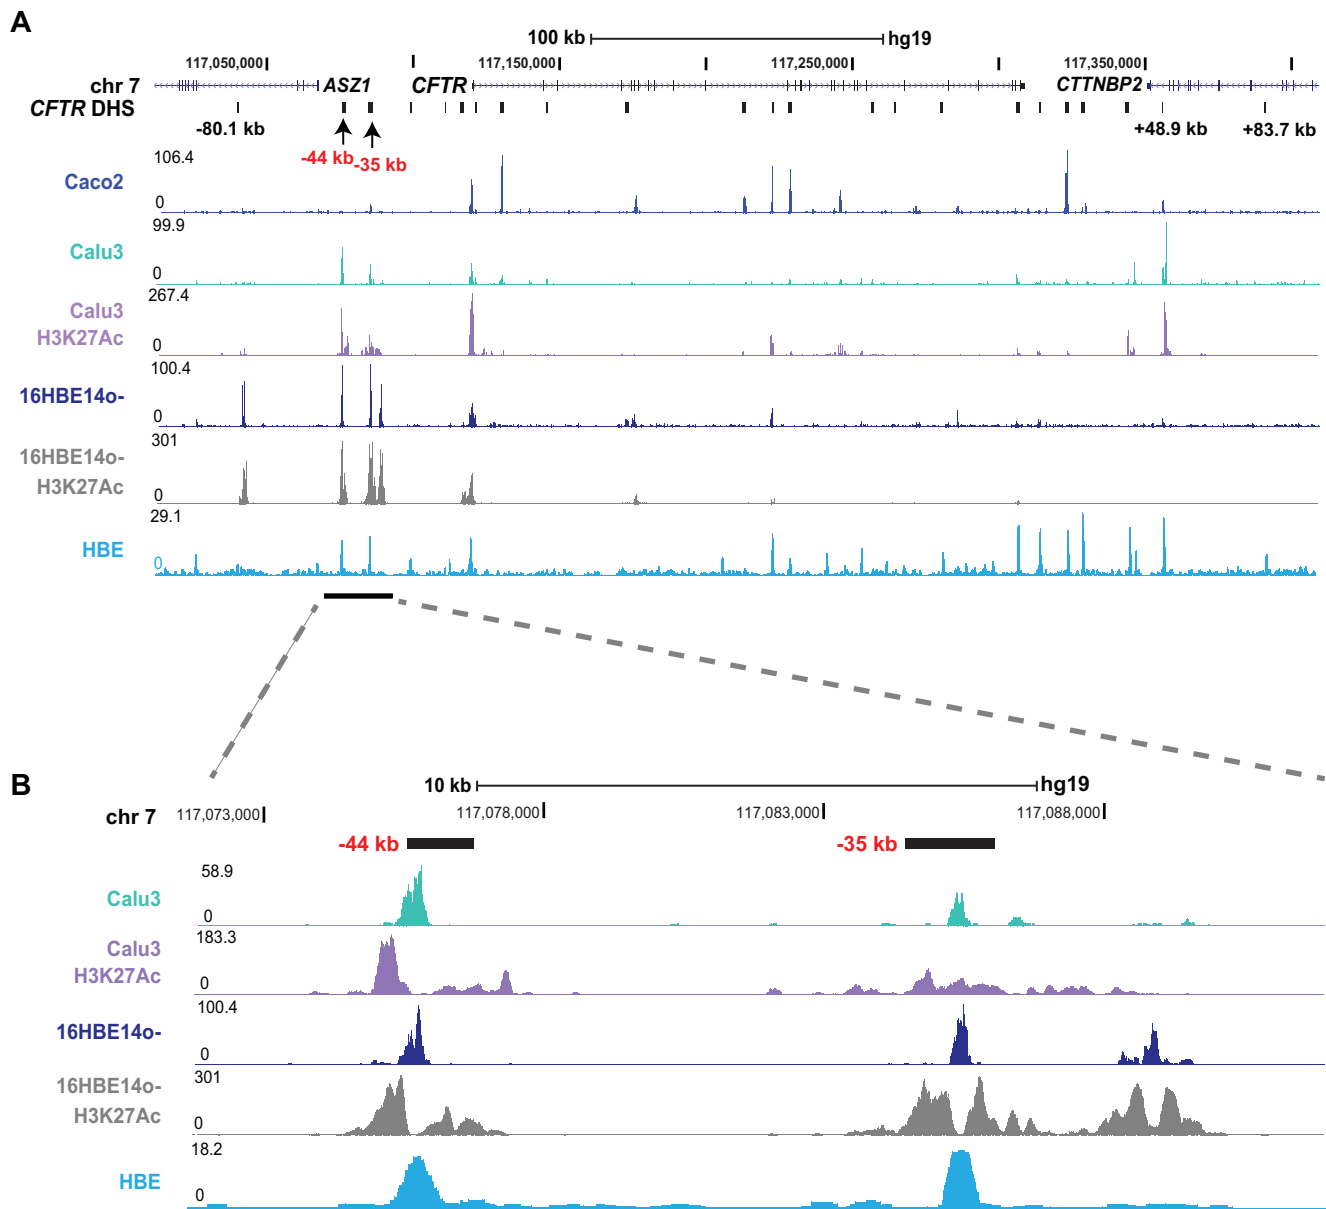 A
100 kb hg19
117,050,000 117,150,000 117,250,000 117,350,000
chr 7 ASZ1 CFTR CTTNBP2
CFTR DHS
-80.1 kb +48.9 kb +83.7 kb
-44 kb -35 kb
106.4
Caco2
0
99.9
Calu3
0
267.4
Calu3
H3K27Ac
0
100.4
16HBE14o-
0
301
16HBE14o-
H3K27Ac
0
29.1
HBE
0
B
10 kb hg19
chr 7 117,073,000 117,078,000 117,083,000 117,088,000
-44 kb -35 kb
58.9
Calu3
0
183.3
Calu3
H3K27Ac
0
100.4
16HBE14o-
0
301
16HBE14o-
H3K27Ac
0
18.2
HBE
0